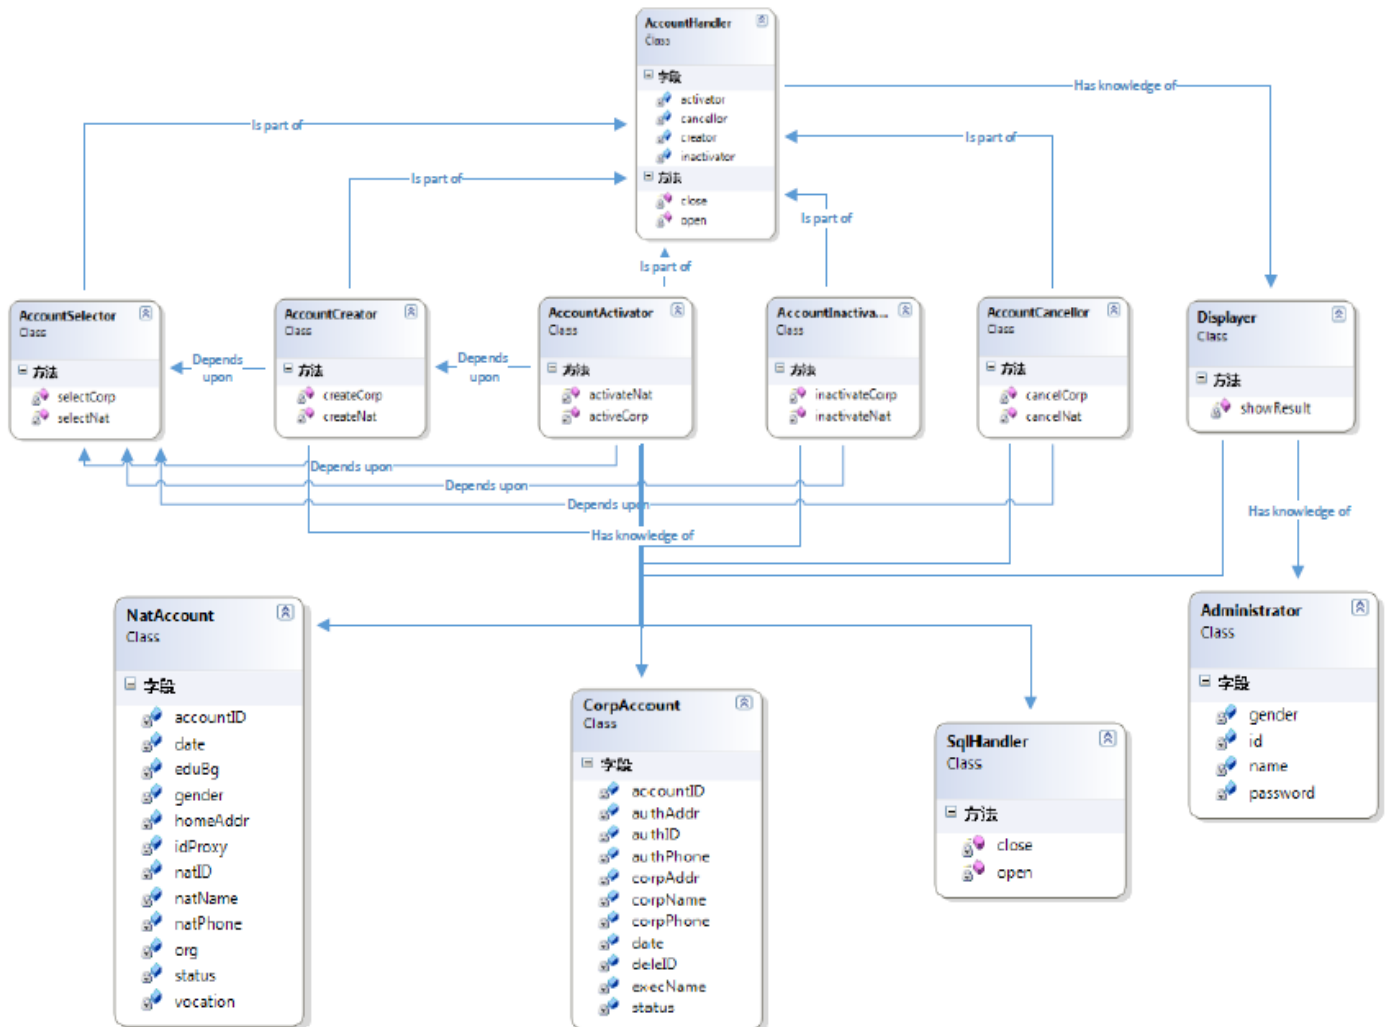 AccountHandler
Class
字段
activator
cancellor
creator
inactivator
方法
close
open
Has knowledge of
Is part of
Is part of
Is part of
Is part of
Is part of
AccountSelector
Class
方法
selectCorp
selectNat
Depends
upon
AccountCreator
Class
方法
createCorp
createNat
Depends
upon
AccountActivator
Class
方法
activateNat
activeCorp
AccountInactiva...
Class
方法
inactivateCorp
inactivateNat
AccountCancellor
Class
方法
cancelCorp
cancelNat
Displayer
Class
方法
showResult
Depends upon
Depends upon
Depends upon
Has knowledge of
Has knowledge of
NatAccount
Class
字段
accountID
date
eduBg
gender
homeAddr
idProxy
natID
natName
natPhone
org
status
vocation
CorpAccount
Class
字段
accountID
authAddr
authID
authPhone
corpAddr
corpName
corpPhone
date
deleID
execName
status
SqlHandler
Class
方法
close
open
Administrator
Class
字段
gender
id
name
password